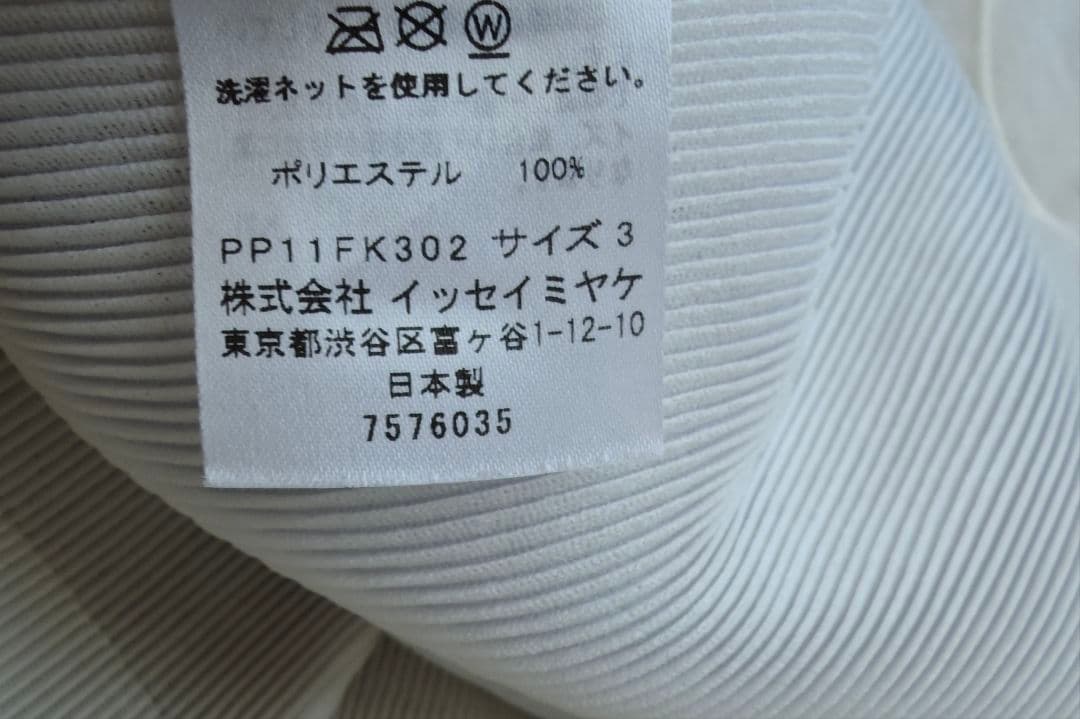 W
洗濯ネットを使用してください。
ポリエステル 100%
PP11FK302 サイズ 3
株式会社 イッセイミヤケ
東京都渋谷区富ヶ谷1-12-10
日本製
7576035